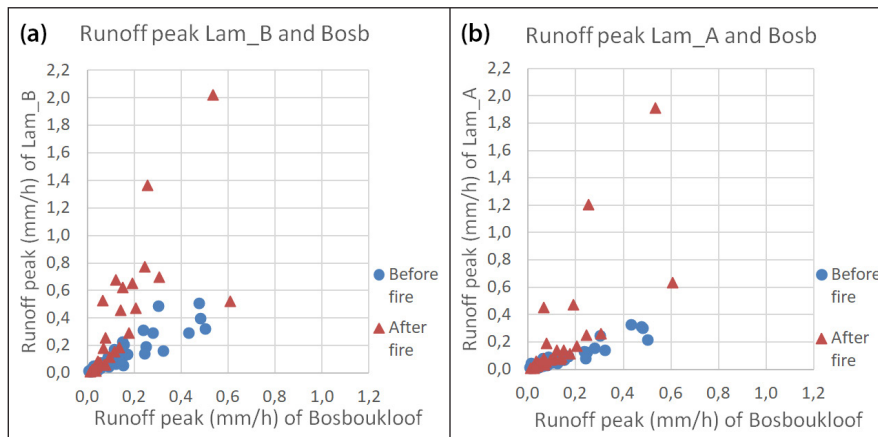 (a) Runoff peak Lam_B and Bosb
Runoff peak (mm/h) of Lam_B
2,2
2,0
1,8
1,6
1,4
1,2
1,0
0,8
0,6
0,4
0,2
0,0
0,0 0,2 0,4 0,6 0,8 1,0 1,2
Runoff peak (mm/h) of Bosboukloof
Before
fire
After
fire
(b) Runoff peak Lam_A and Bosb
Runoff peak (mm/h) of Lam_A
2,2
2,0
1,8
1,6
1,4
1,2
1,0
0,8
0,6
0,4
0,2
0,0
0,0 0,2 0,4 0,6 0,8 1,0 1,2
Runoff peak (mm/h) of Bosboukloof
Before
fire
After
fire